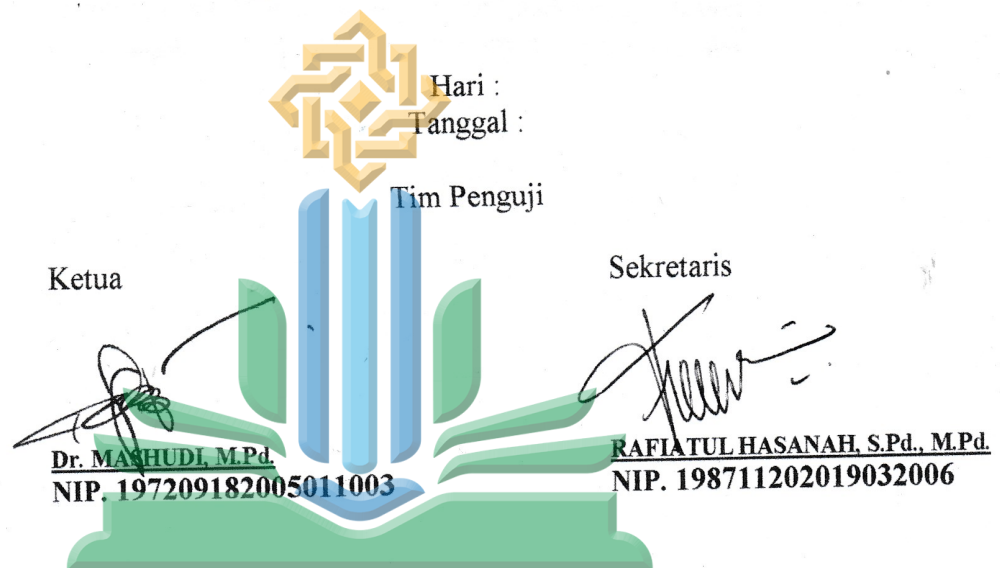 Hari :
Tanggal :
Tim Penguji
Ketua
Sekretaris
Dr. MASHUDI, M.Pd.
NIP. 197209182005011003
RAFIATUL HASANAH, S.Pd., M.Pd.
NIP. 198711202019032006